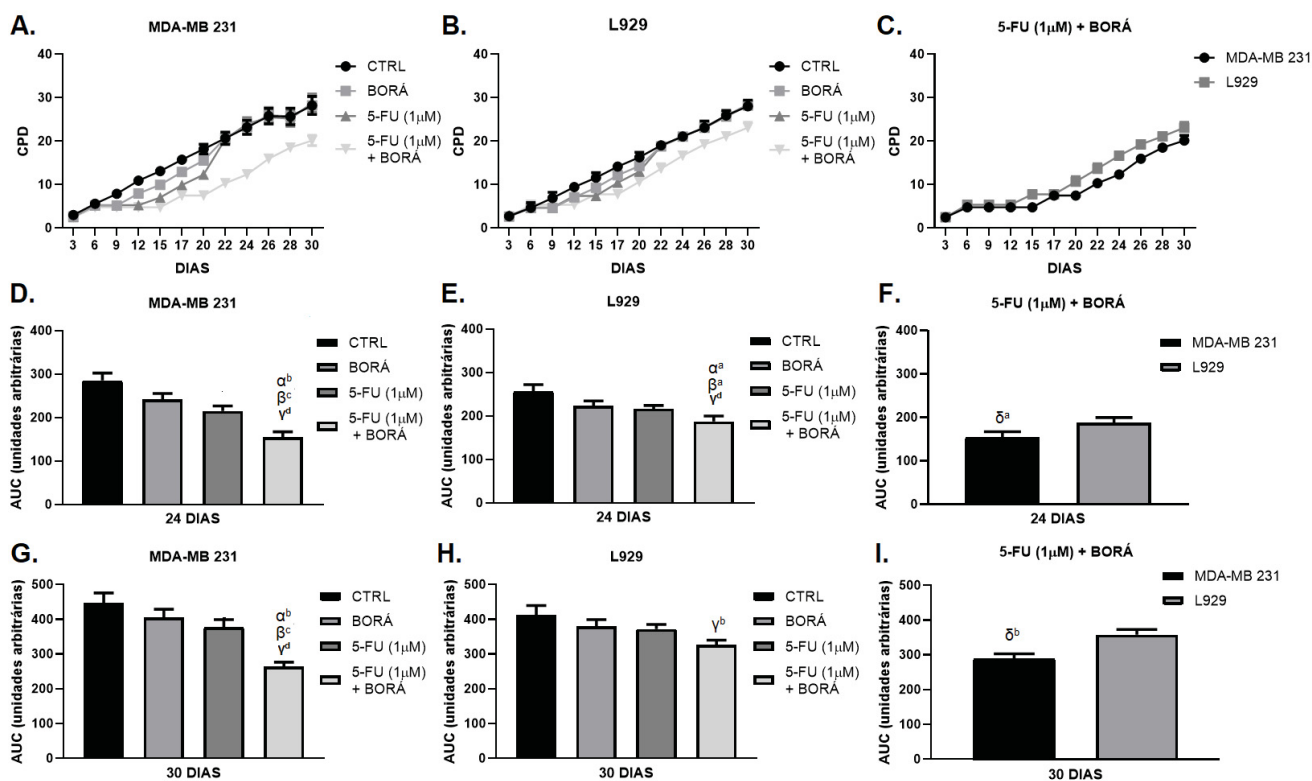 A.
MDA-MB 231
CPD
40
30
20
10
0
3 6 9 12 15 17 20 22 24 26 28 30
DIAS
CTRL
BORÁ
5-FU (1μM)
5-FU (1μM)
+ BORÁ
B.
L929
CPD
40
30
20
10
0
3 6 9 12 15 17 20 22 24 26 28 30
DIAS
CTRL
BORÁ
5-FU (1μM)
5-FU (1μM)
+ BORÁ
C.
5-FU (1μM) + BORÁ
CPD
40
30
20
10
0
3 6 9 12 15 17 20 22 24 26 28 30
DIAS
MDA-MB 231
L929
D.
MDA-MB 231
AUC (unidades arbitrárias)
400
300
200
100
0
αᵇ
βᶜ
γᵈ
24 DIAS
CTRL
BORÁ
5-FU (1μM)
5-FU (1μM)
+ BORÁ
E.
L929
AUC (unidades arbitrárias)
400
300
200
100
0
αᵃ
βᵃ
γᵈ
24 DIAS
CTRL
BORÁ
5-FU (1μM)
5-FU (1μM)
+ BORÁ
F.
5-FU (1μM) + BORÁ
AUC (unidades arbitrárias)
400
300
200
100
0
δᵃ
24 DIAS
MDA-MB 231
L929
G.
MDA-MB 231
AUC (unidades arbitrárias)
500
400
300
200
100
0
αᵇ
βᶜ
γᵈ
30 DIAS
CTRL
BORÁ
5-FU (1μM)
5-FU (1μM)
+ BORÁ
H.
L929
AUC (unidades arbitrárias)
500
400
300
200
100
0
γᵇ
30 DIAS
CTRL
BORÁ
5-FU (1μM)
5-FU (1μM)
+ BORÁ
I.
5-FU (1μM) + BORÁ
AUC (unidades arbitrárias)
500
400
300
200
100
0
δᵇ
30 DIAS
MDA-MB 231
L929